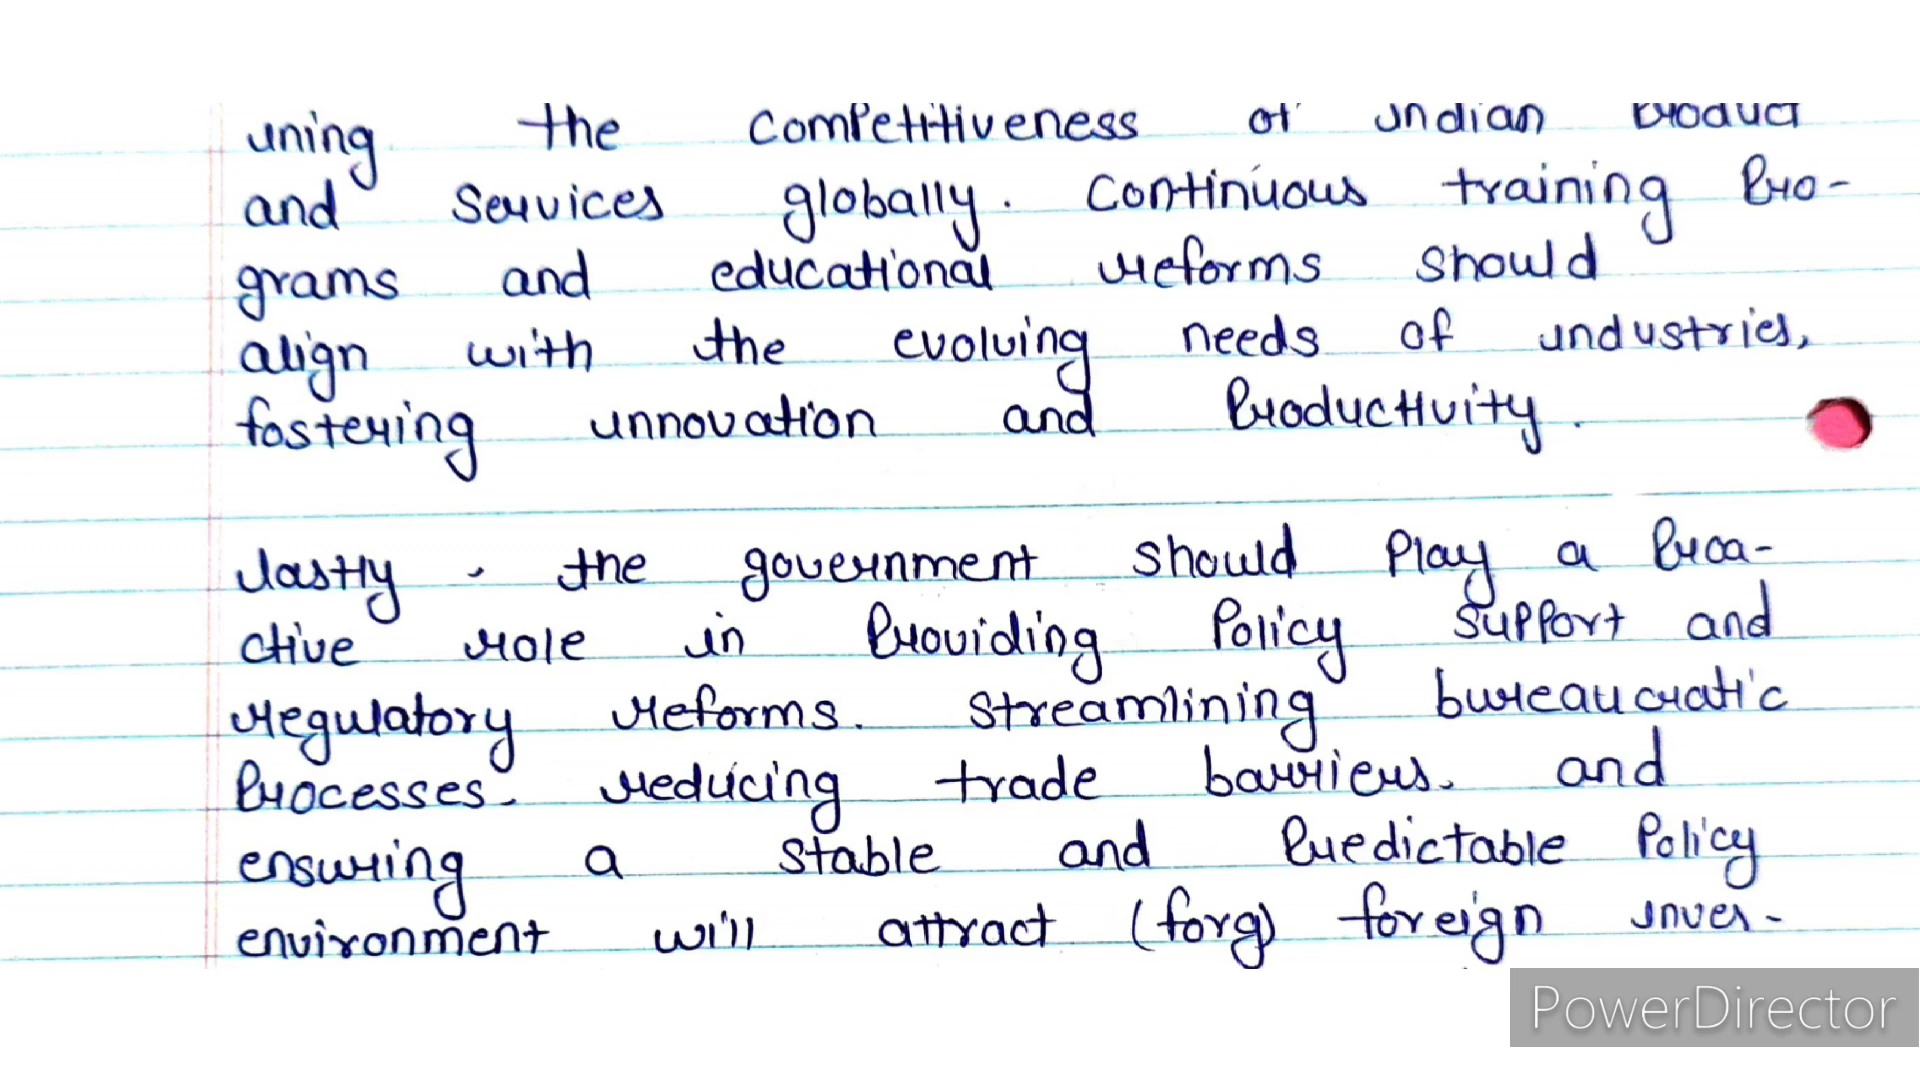 ining the competitiveness of Indian product
and services globally. Continuous training pro-
grams and educational reforms should
align with the evolving needs of industries,
fostering innovation and productivity.
Lastly, the government should play a proa-
ctive role in providing policy support and
regulatory reforms. Streamlining bureaucratic
processes, reducing trade barriers, and
ensuring a stable and predictable policy
environment will attract (forg) foreign inves-
PowerDirector